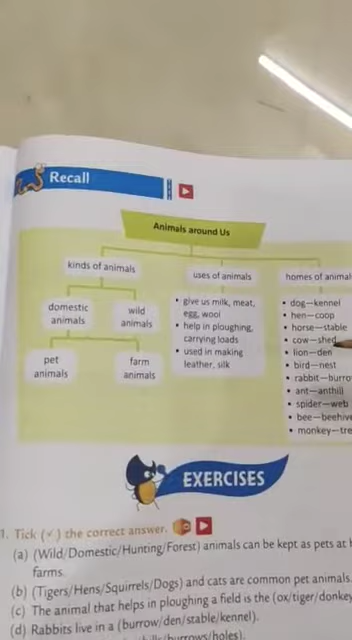 Recall
Animals around Us
kinds of animals
uses of animals
homes of animal
domestic
animals
wild
animals
pet
animals
farm
animals
• give us milk, meat,
egg, wool
• help in ploughing,
carrying loads
• used in making
leather, silk
• dog—kennel
• hen—coop
• horse—stable
• cow—shed
• lion—den
• bird—nest
• rabbit—burro
• ant—anthill
• spider—web
• bee—beehive
• monkey—tre
EXERCISES
1. Tick (✓) the correct answer.
(a) (Wild/Domestic/Hunting/Forest) animals can be kept as pets at
farms.
(b) (Tigers/Hens/Squirrels/Dogs) and cats are common pet animals.
(c) The animal that helps in ploughing a field is the (ox/tiger/donkey
(d) Rabbits live in a (burrow/den/stable/kennel).
/burrows/holes).